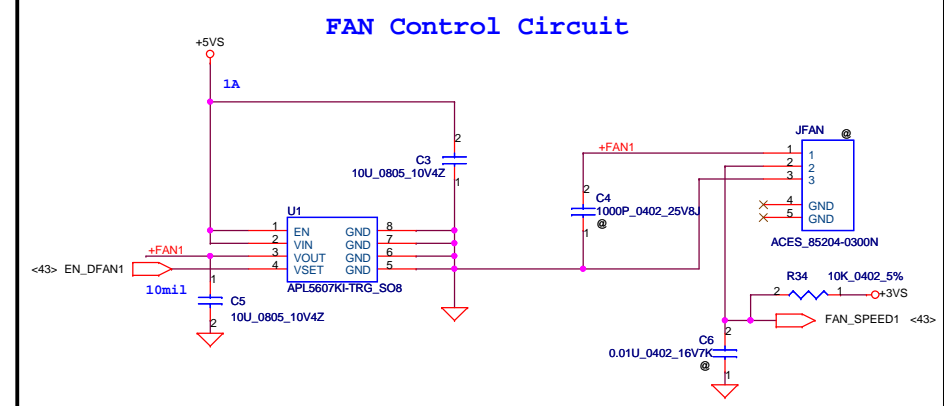 FAN Control Circuit
+5VS
1A
JFAN @
+FAN1
1 1
2 2
3 3
4 GND
5 GND
ACES_85204-0300N
2
C3
10U_0805_10V4Z
1
2
C4
1000P_0402_25V8J
@
1
U1
1 EN GND 8
2 VIN GND 7
3 VOUT GND 6
4 VSET GND 5
APL5607KI-TRG_SO8
+FAN1
<43> EN_DFAN1
10mil
1
C5
10U_0805_10V4Z
2
R34 10K_0402_5%
2 1 +3VS
FAN_SPEED1 <43>
2
C6
0.01U_0402_16V7K
@
1